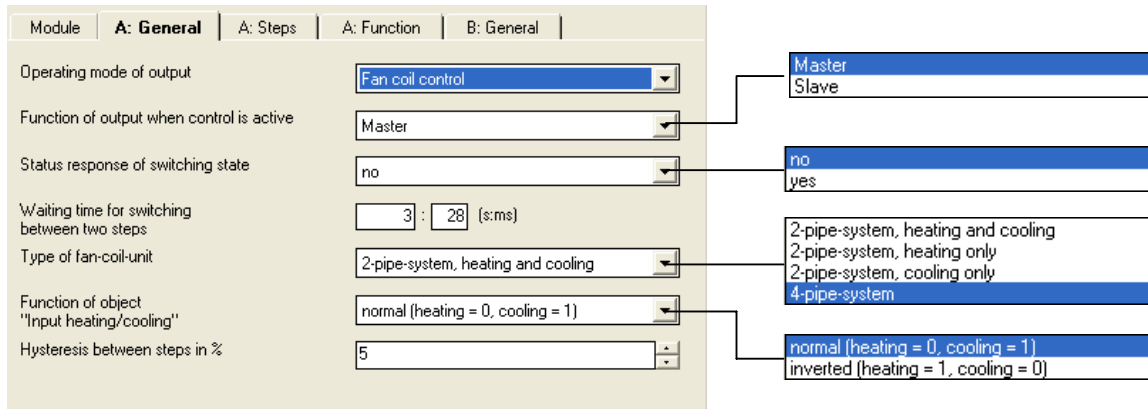 Module A: General A: Steps A: Function B: General
Operating mode of output Fan coil control
Function of output when control is active Master
Status response of switching state no
Waiting time for switching
between two steps 3 : 28 (s:ms)
Type of fan-coil-unit 2-pipe-system, heating and cooling
Function of object
"Input heating/cooling" normal (heating = 0, cooling = 1)
Hysteresis between steps in % 5
Master
Slave
no
yes
2-pipe-system, heating and cooling
2-pipe-system, heating only
2-pipe-system, cooling only
4-pipe-system
normal (heating = 0, cooling = 1)
inverted (heating = 1, cooling = 0)